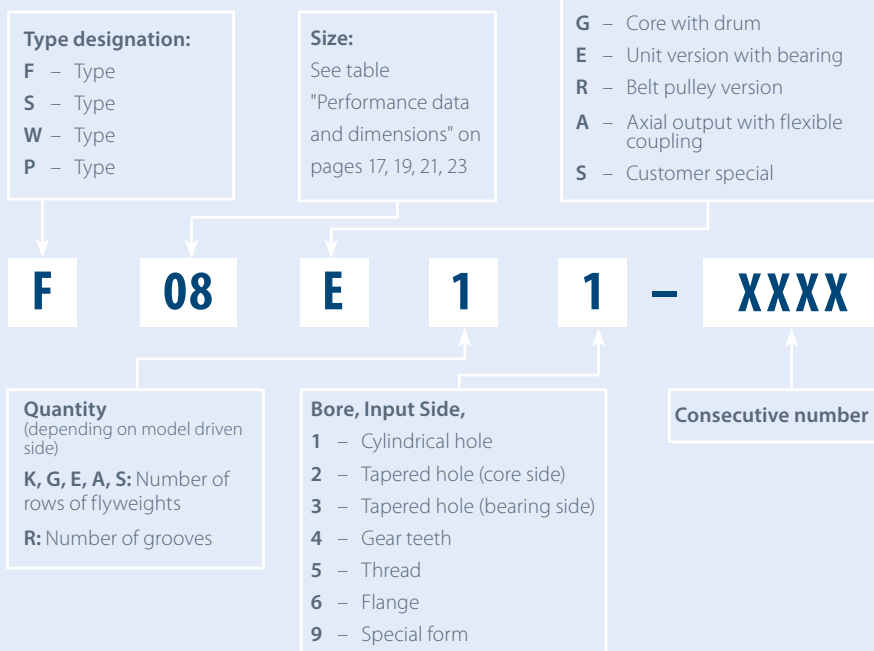 Type designation:
F – Type
S – Type
W – Type
P – Type
Size:
See table
"Performance data
and dimensions" on
pages 17, 19, 21, 23
G – Core with drum
E – Unit version with bearing
R – Belt pulley version
A – Axial output with flexible
coupling
S – Customer special
F 08 E 1 1 – XXXX
Quantity
(depending on model driven
side)
K, G, E, A, S: Number of
rows of flyweights
R: Number of grooves
Bore, Input Side,
1 – Cylindrical hole
2 – Tapered hole (core side)
3 – Tapered hole (bearing side)
4 – Gear teeth
5 – Thread
6 – Flange
9 – Special form
Consecutive number